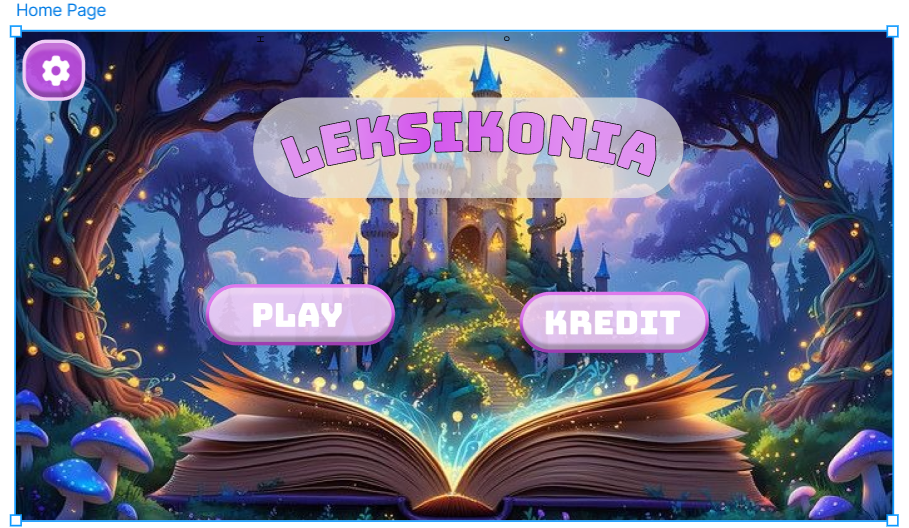 Home Page
LEKSIKONIA
PLAY
KREDIT